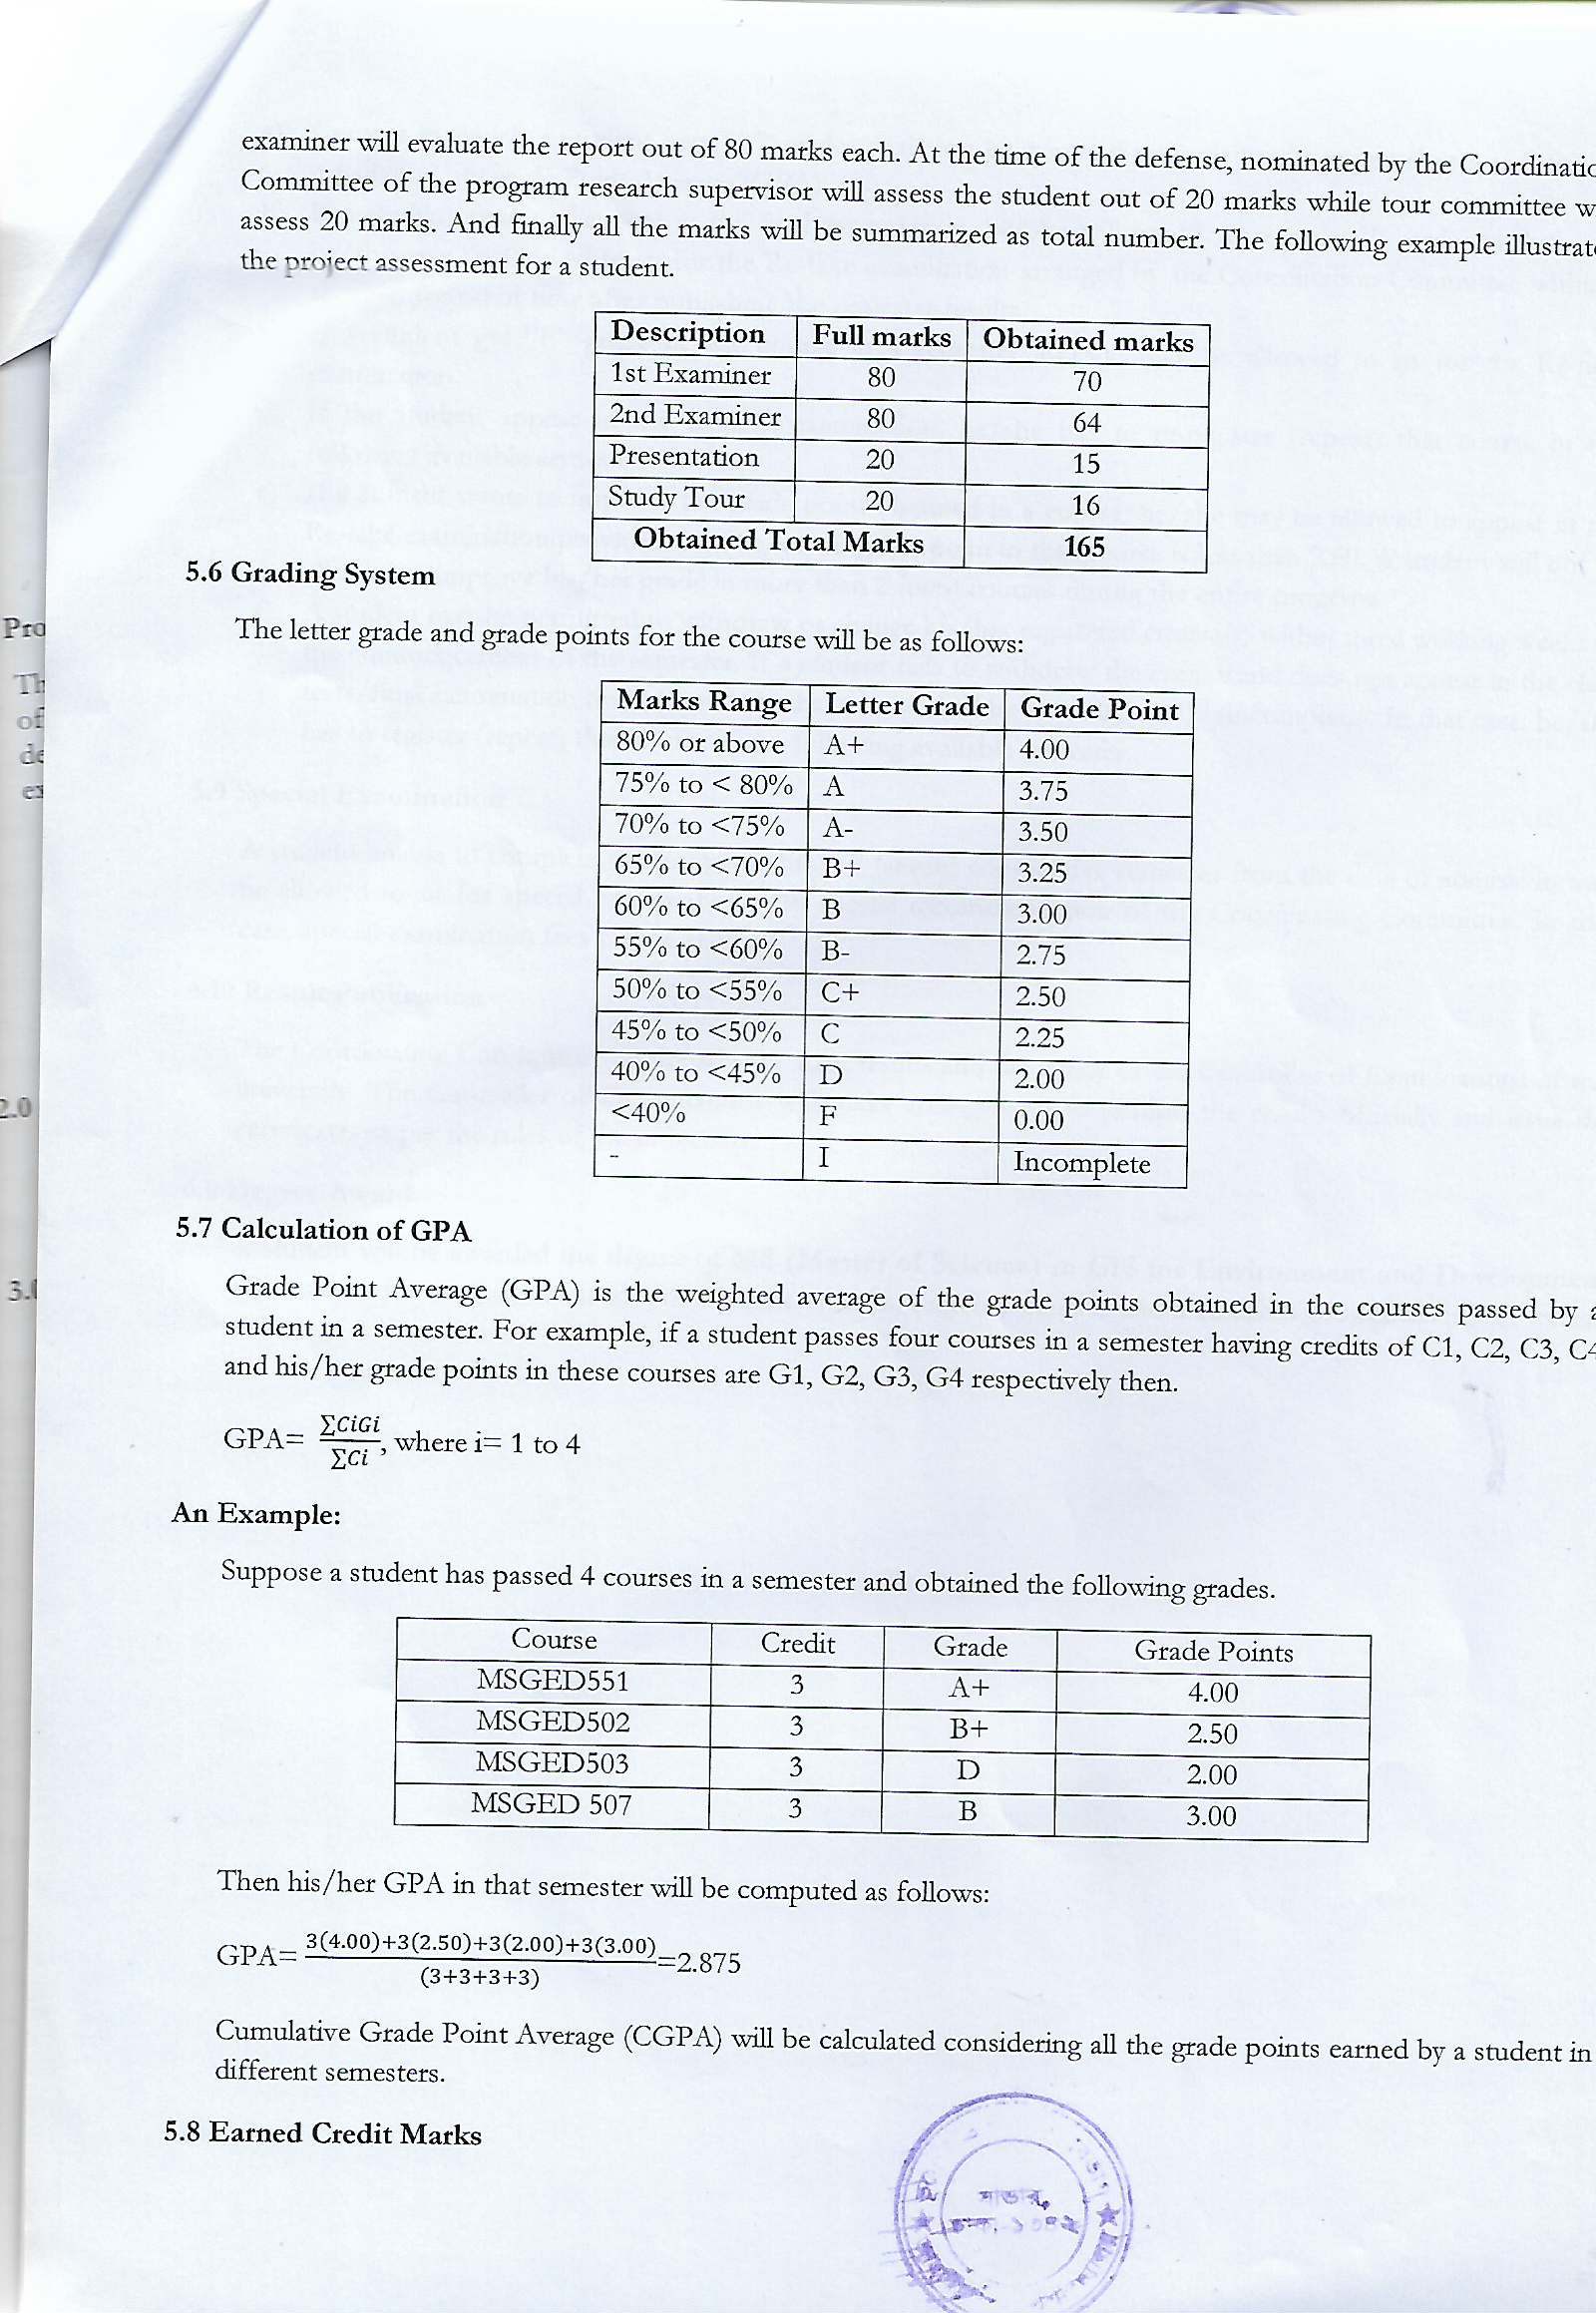 examiner will evaluate the report out of 80 marks each. At the time of the defense, nominated by the
Committee of the program research supervisor will assess the student out of 20 marks while tour committee
assess 20 marks. And finally all the marks will be summarized as total number. The following example
the project assessment for a student.
Description Full marks Obtained marks
1st Examiner 80 70
2nd Examiner 80 64
Presentation 20 15
Study Tour 20 16
Obtained Total Marks 165
5.6 Grading System
The letter grade and grade points for the course will be as follows:
Marks Range Letter Grade Grade Point
80% or above A+ 4.00
75% to < 80% A 3.75
70% to <75% A- 3.50
65% to <70% B+ 3.25
60% to <65% B 3.00
55% to <60% B- 2.75
50% to <55% C+ 2.50
45% to <50% C 2.25
40% to <45% D 2.00
<40% F 0.00
- I Incomplete
5.7 Calculation of GPA
Grade Point Average (GPA) is the weighted average of the grade points obtained in the courses passed by a
student in a semester. For example, if a student passes four courses in a semester having credits of C1, C2, C3, C4
and his/her grade points in these courses are G1, G2, G3, G4 respectively then.
GPA= ∑CiGi / ∑Ci , where i= 1 to 4
An Example:
Suppose a student has passed 4 courses in a semester and obtained the following grades.
Course Credit Grade Grade Points
MSGED551 3 A+ 4.00
MSGED502 3 B+ 2.50
MSGED503 3 D 2.00
MSGED 507 3 B 3.00
Then his/her GPA in that semester will be computed as follows:
GPA= 3(4.00)+3(2.50)+3(2.00)+3(3.00) / (3+3+3+3) =2.875
Cumulative Grade Point Average (CGPA) will be calculated considering all the grade points earned by a student in
different semesters.
5.8 Earned Credit Marks
সাভার,